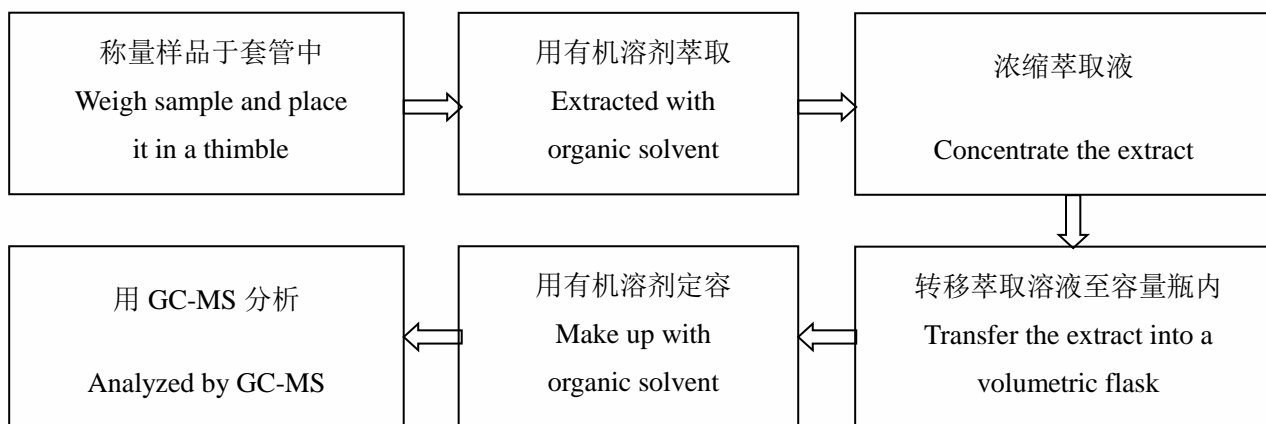 称量样品于套管中
Weigh sample and place
it in a thimble
用有机溶剂萃取
Extracted with
organic solvent
浓缩萃取液
Concentrate the extract
转移萃取溶液至容量瓶内
Transfer the extract into a
volumetric flask
用有机溶剂定容
Make up with
organic solvent
用 GC-MS 分析
Analyzed by GC-MS